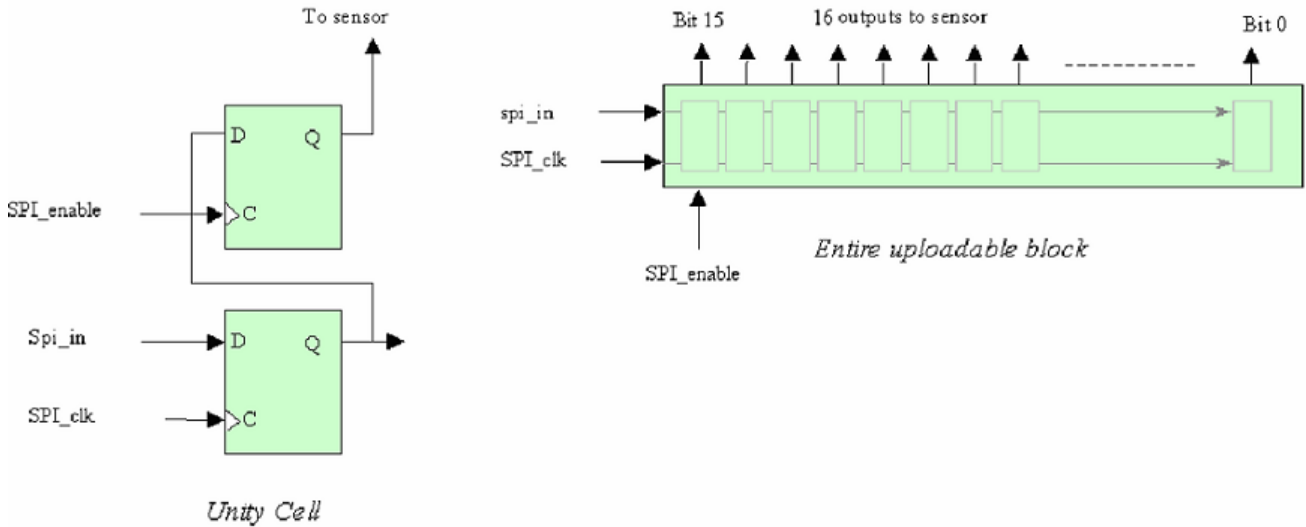 To sensor
D Q
SPI_enable
C
Spi_in
D Q
SPI_clk
C
Unity Cell
Bit 15
16 outputs to sensor
Bit 0
spi_in
SPI_clk
SPI_enable
Entire uploadable block